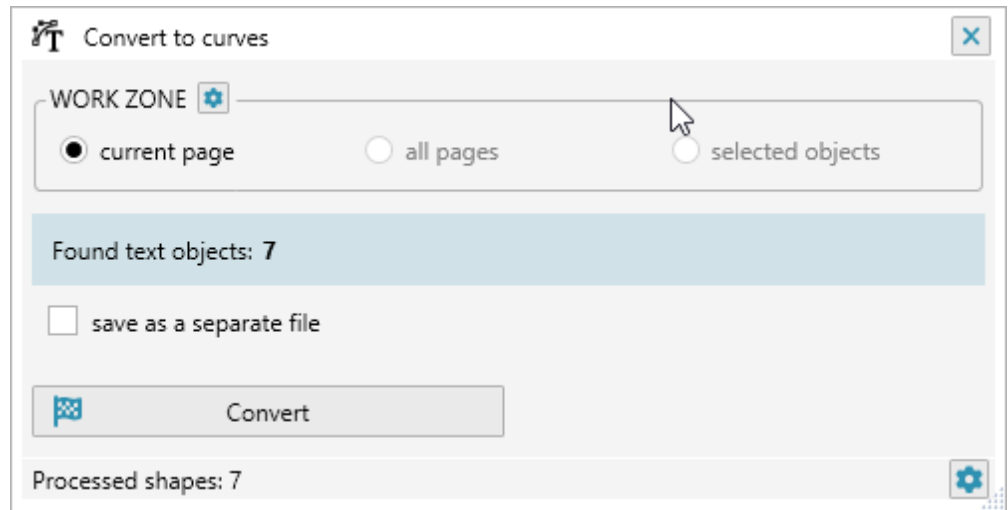 Convert to curves
WORK ZONE
current page all pages selected objects
Found text objects: 7
save as a separate file
Convert
Processed shapes: 7